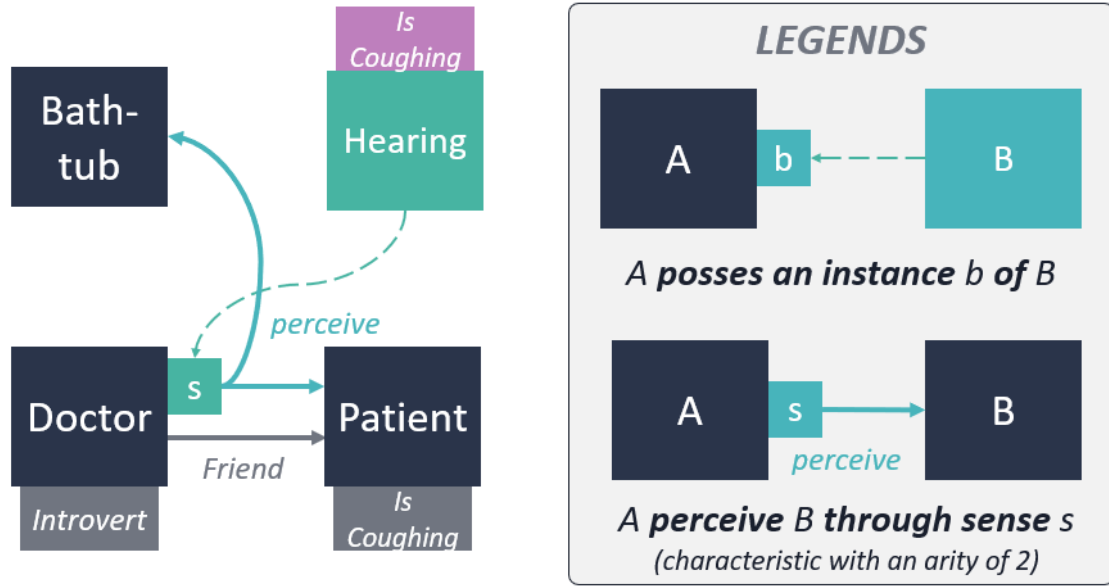 Is
Coughing
Bath-
tub
Hearing
perceive
Doctor
s
Patient
Friend
Introvert
Is
Coughing
LEGENDS
A
b
B
A posses an instance b of B
A
s
B
perceive
A perceive B through sense s
(characteristic with an arity of 2)